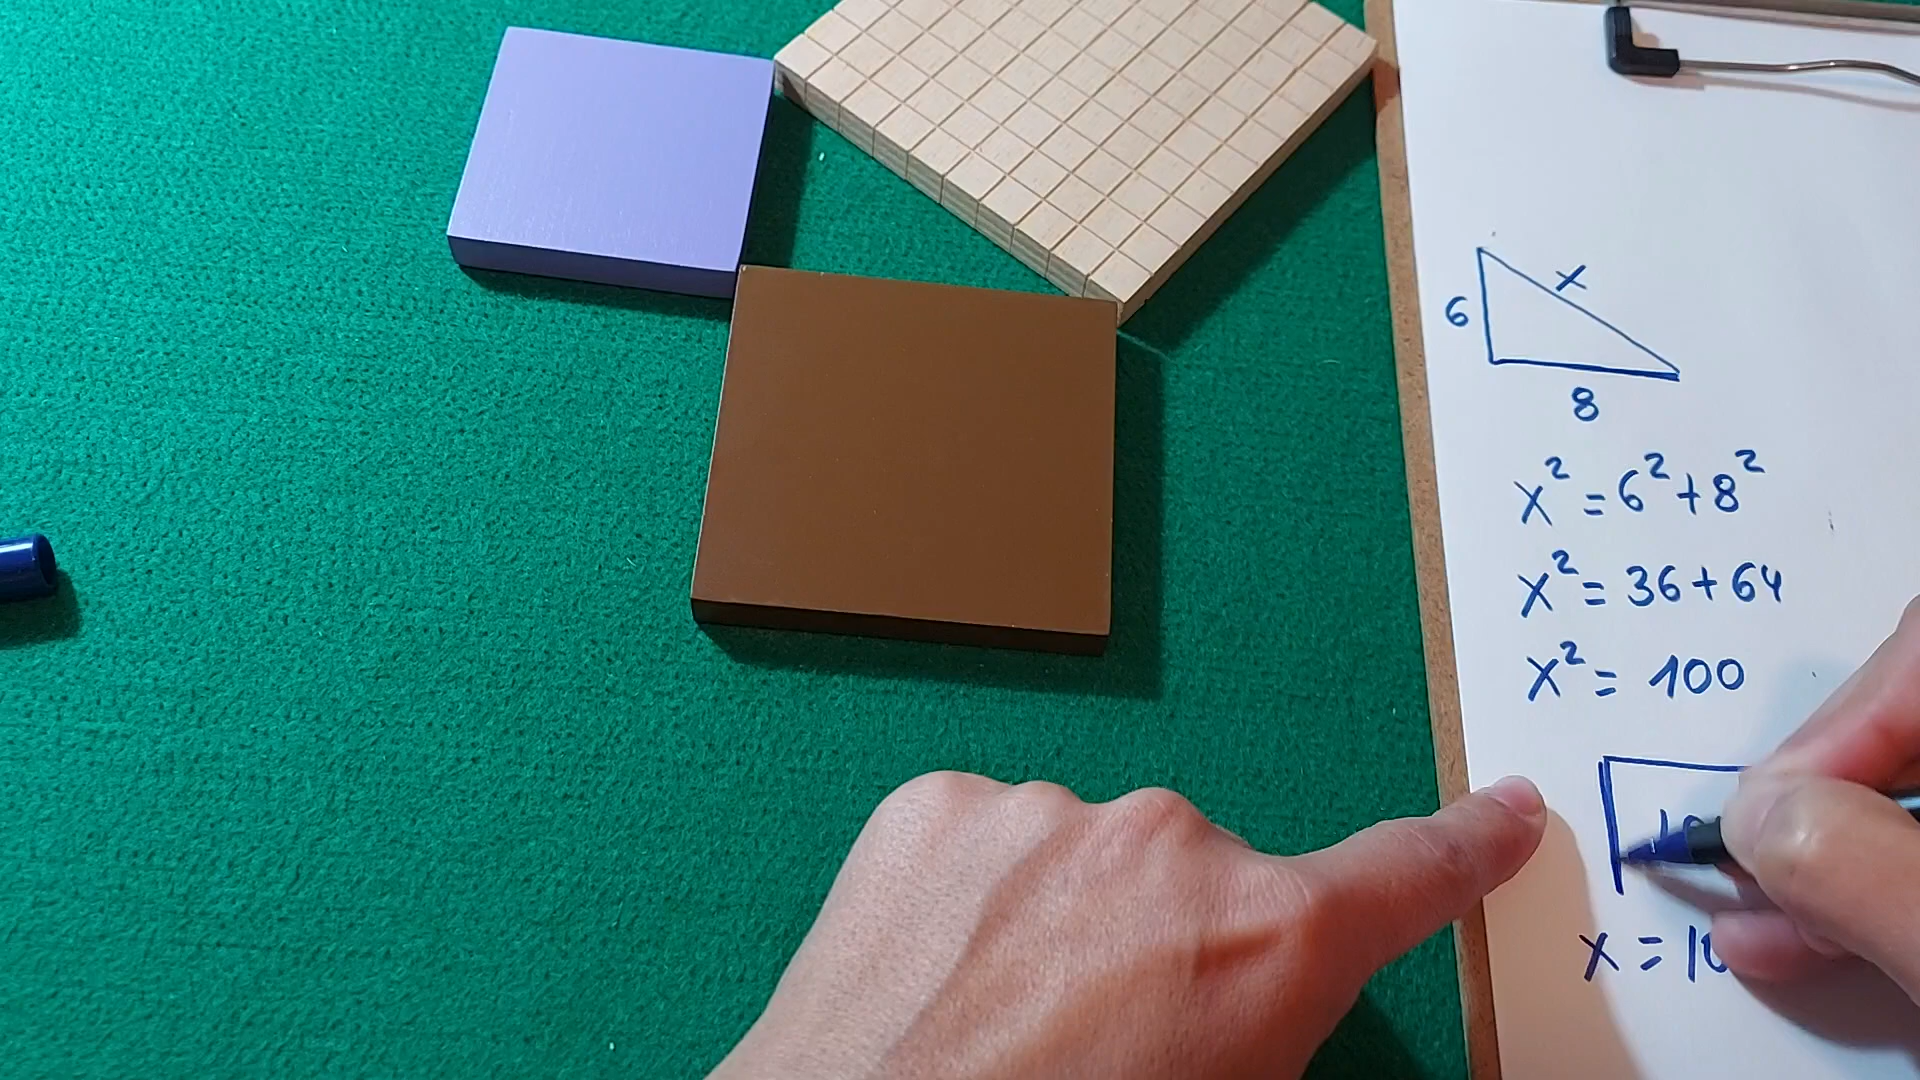 x
6
8
x² = 6² + 8²
x² = 36 + 64
x² = 100
x = 10